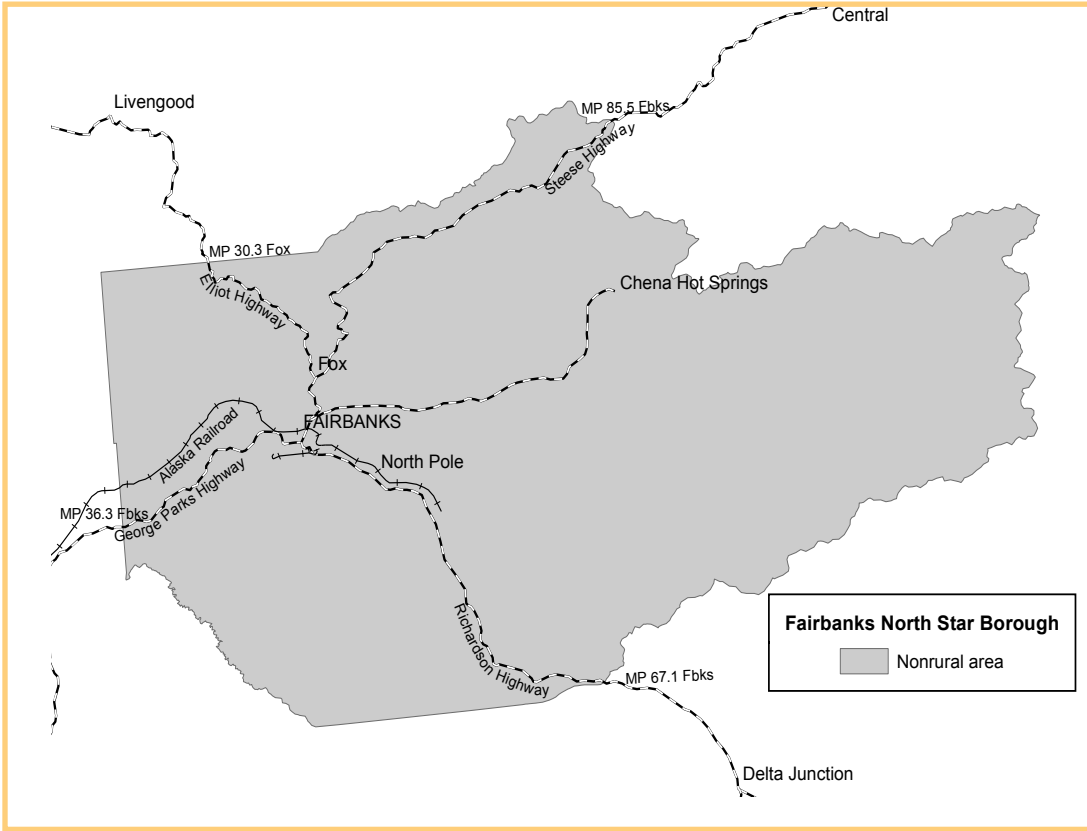 Central
Livengood
MP 85.5 Fbks
Steese Highway
MP 30.3 Fox
Elliot Highway
Chena Hot Springs
Fox
FAIRBANKS
Alaska Railroad
North Pole
George Parks Highway
MP 36.3 Fbks
Richardson Highway
Fairbanks North Star Borough
Nonrural area
MP 67.1 Fbks
Delta Junction